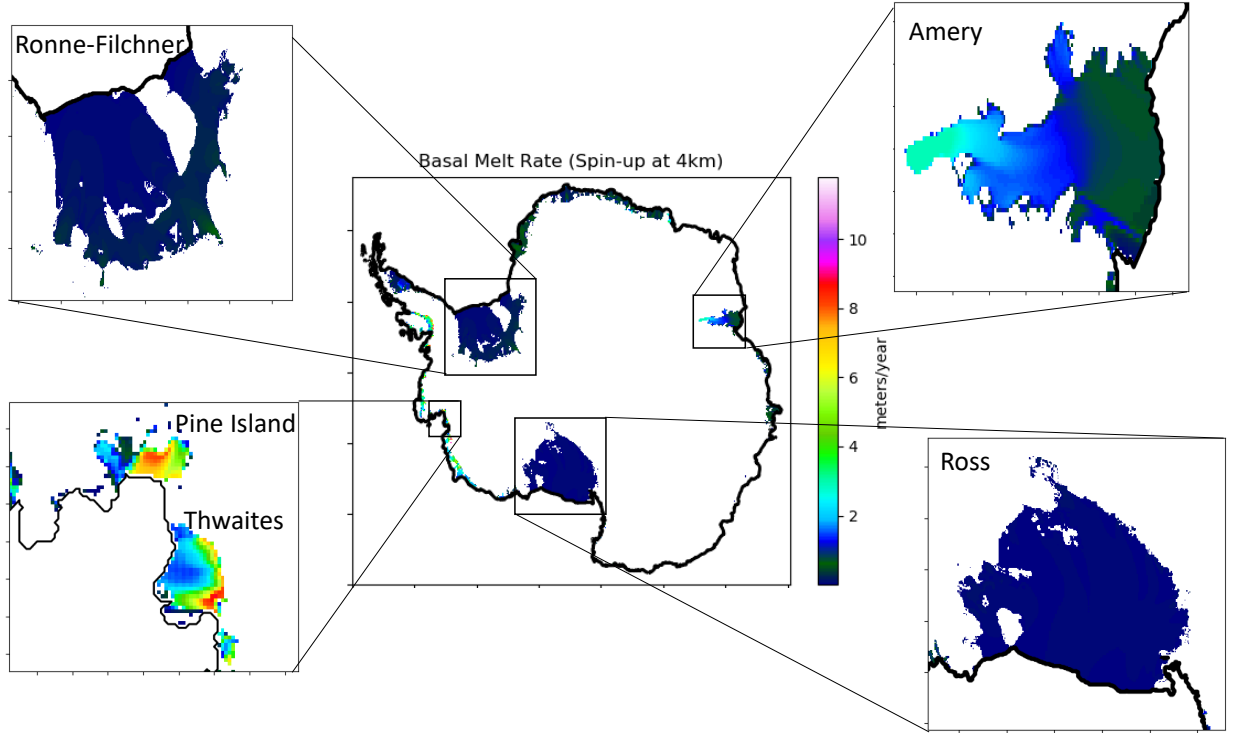 Ronne-Filchner
Amery
Basal Melt Rate (Spin-up at 4km)
10
8
6
4
2
meters/year
Pine Island
Thwaites
Ross